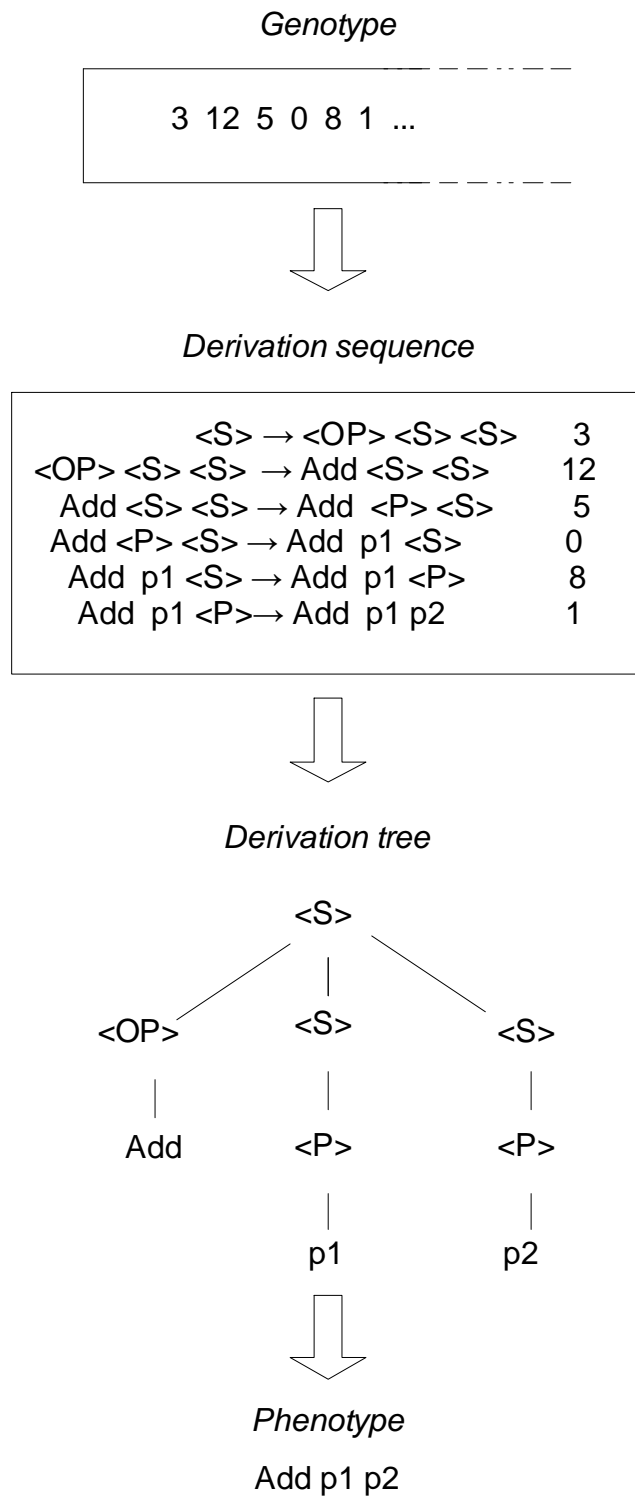 Genotype
3 12 5 0 8 1 ...
Derivation sequence
<S> → <OP> <S> <S> 3
<OP> <S> <S> → Add <S> <S> 12
Add <S> <S> → Add <P> <S> 5
Add <P> <S> → Add p1 <S> 0
Add p1 <S> → Add p1 <P> 8
Add p1 <P> → Add p1 p2 1
Derivation tree
<S>
<OP> <S> <S>
Add <P> <P>
p1 p2
Phenotype
Add p1 p2